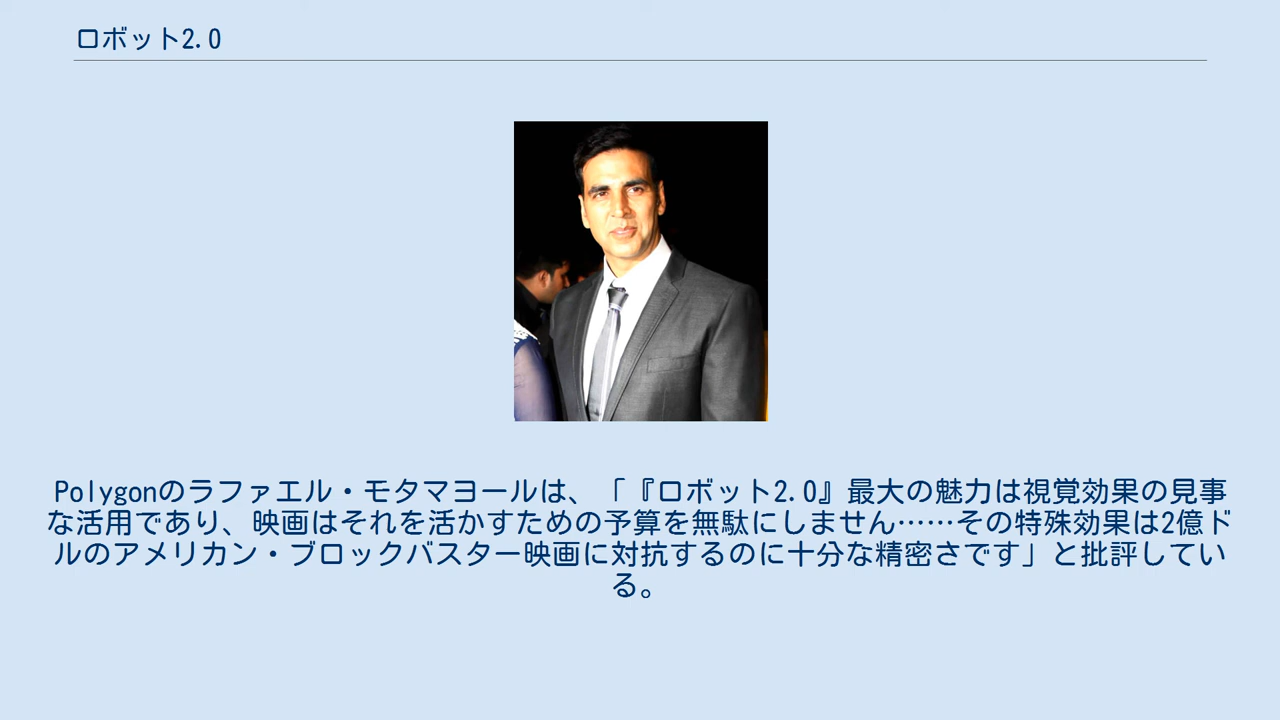 ロボット2.0
Polygonのラファエル・モタマヨールは、「『ロボット2.0』最大の魅力は視覚効果の見事
な活用であり、映画はそれを活かすための予算を無駄にしません……その特殊効果は2億ド
ルのアメリカン・ブロックバスター映画に対抗するのに十分な精密さです」と批評してい
る。